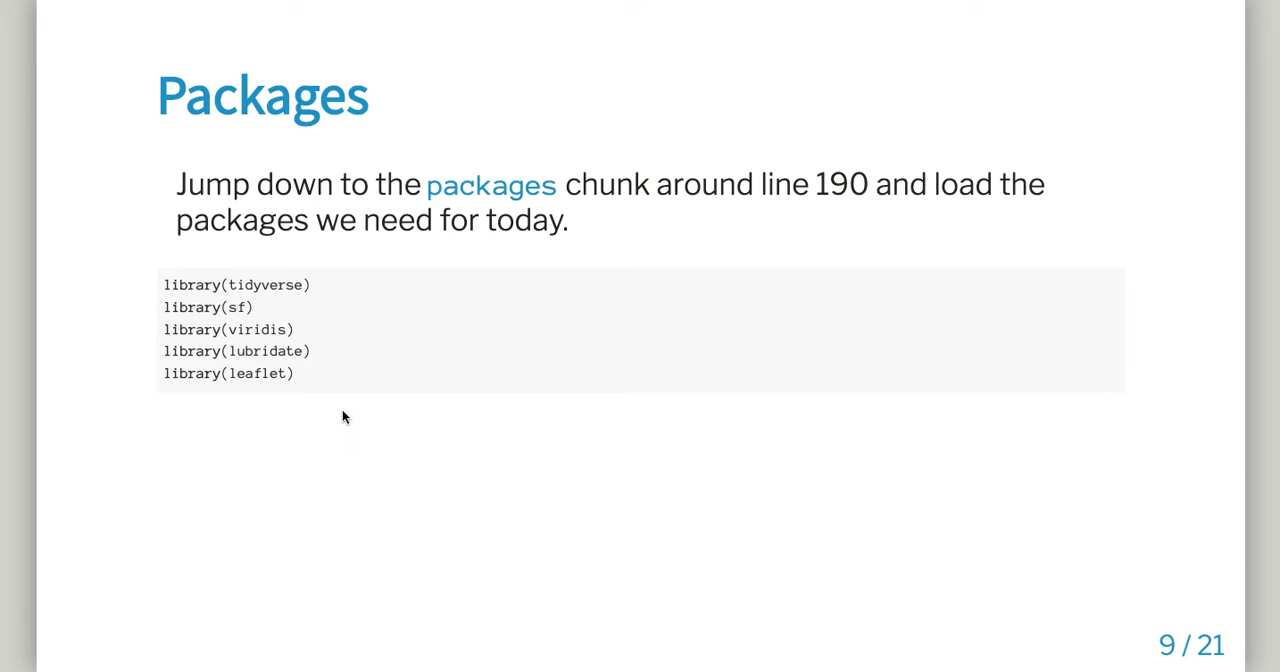 Packages
Jump down to the packages chunk around line 190 and load the
packages we need for today.
library(tidyverse)
library(sf)
library(viridis)
library(lubridate)
library(leaflet)
9 / 21